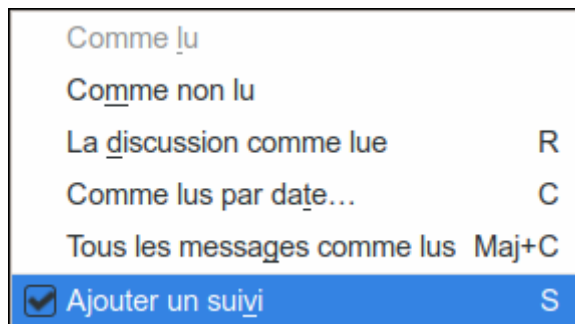 Comme lu
Comme non lu
La discussion comme lue R
Comme lus par date… C
Tous les messages comme lus Maj+C
Ajouter un suivi S